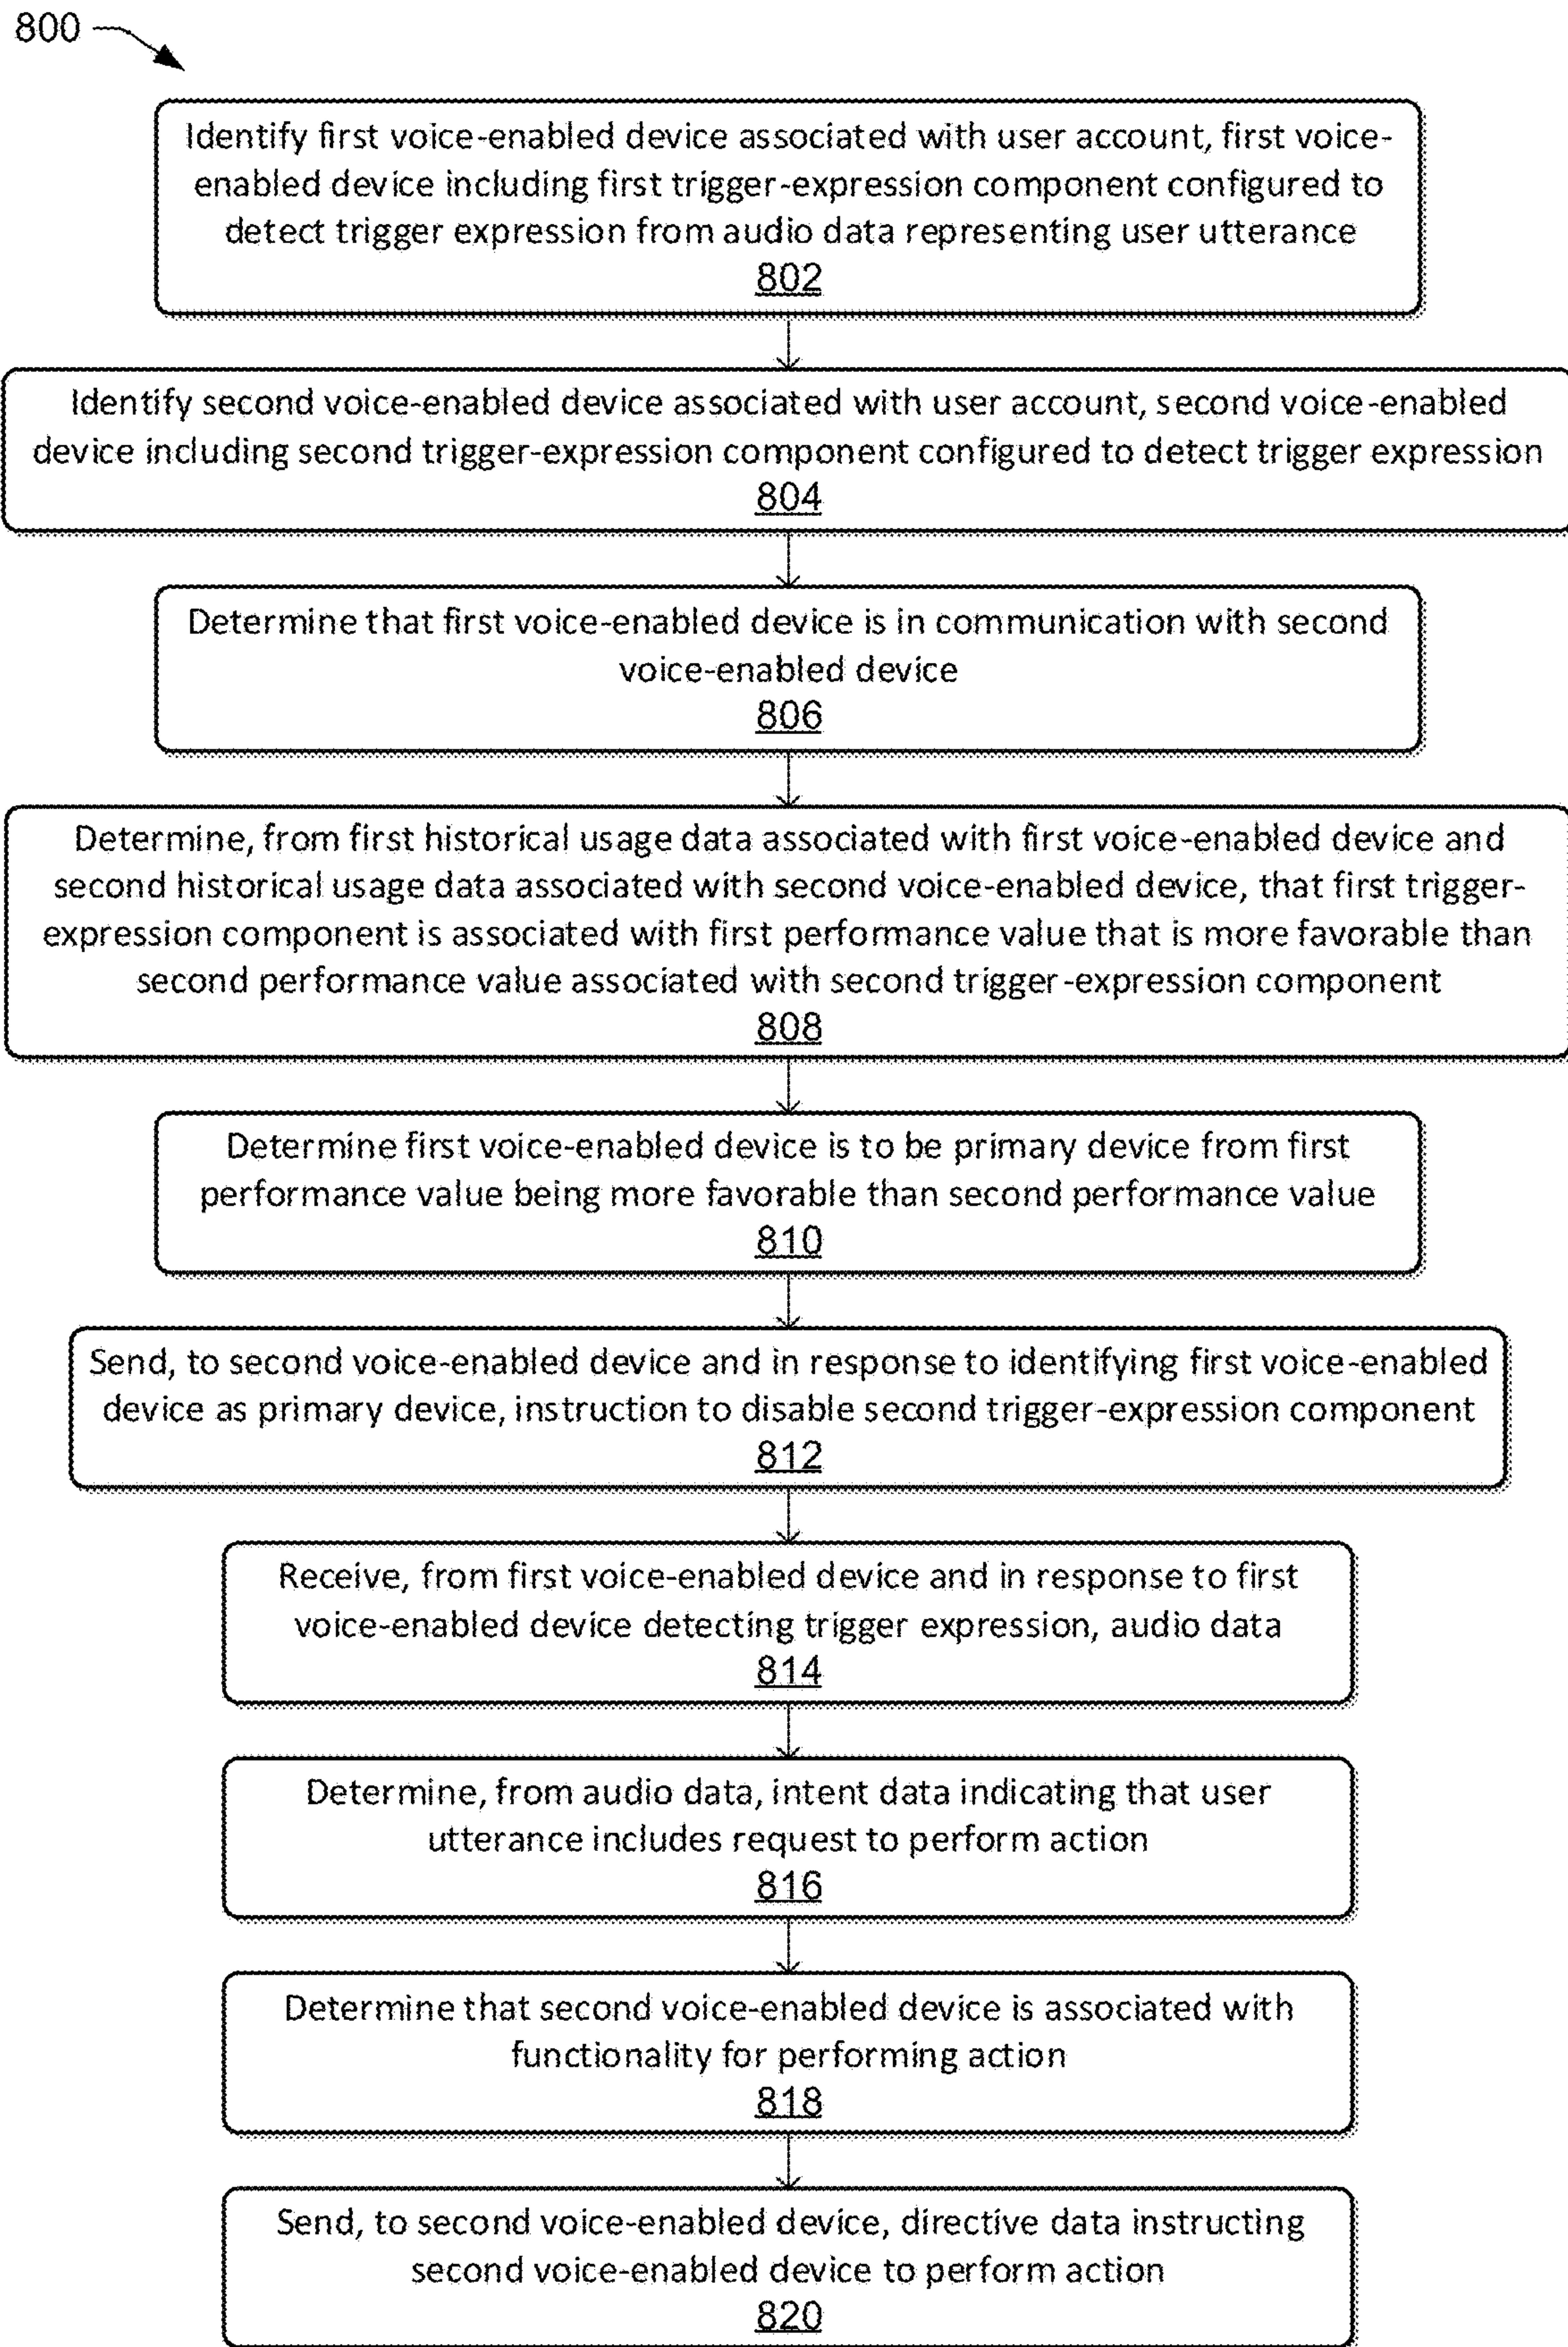 800
Identify first voice-enabled device associated with user account, first voice-
enabled device including first trigger-expression component configured to
detect trigger expression from audio data representing user utterance
802
Identify second voice-enabled device associated with user account, second voice-enabled
device including second trigger-expression component configured to detect trigger expression
804
Determine that first voice-enabled device is in communication with second
voice-enabled device
806
Determine, from first historical usage data associated with first voice-enabled device and
second historical usage data associated with second voice-enabled device, that first trigger-
expression component is associated with first performance value that is more favorable than
second performance value associated with second trigger-expression component
808
Determine first voice-enabled device is to be primary device from first
performance value being more favorable than second performance value
810
Send, to second voice-enabled device and in response to identifying first voice-enabled
device as primary device, instruction to disable second trigger-expression component
812
Receive, from first voice-enabled device and in response to first
voice-enabled device detecting trigger expression, audio data
814
Determine, from audio data, intent data indicating that user
utterance includes request to perform action
816
Determine that second voice-enabled device is associated with
functionality for performing action
818
Send, to second voice-enabled device, directive data instructing
second voice-enabled device to perform action
820